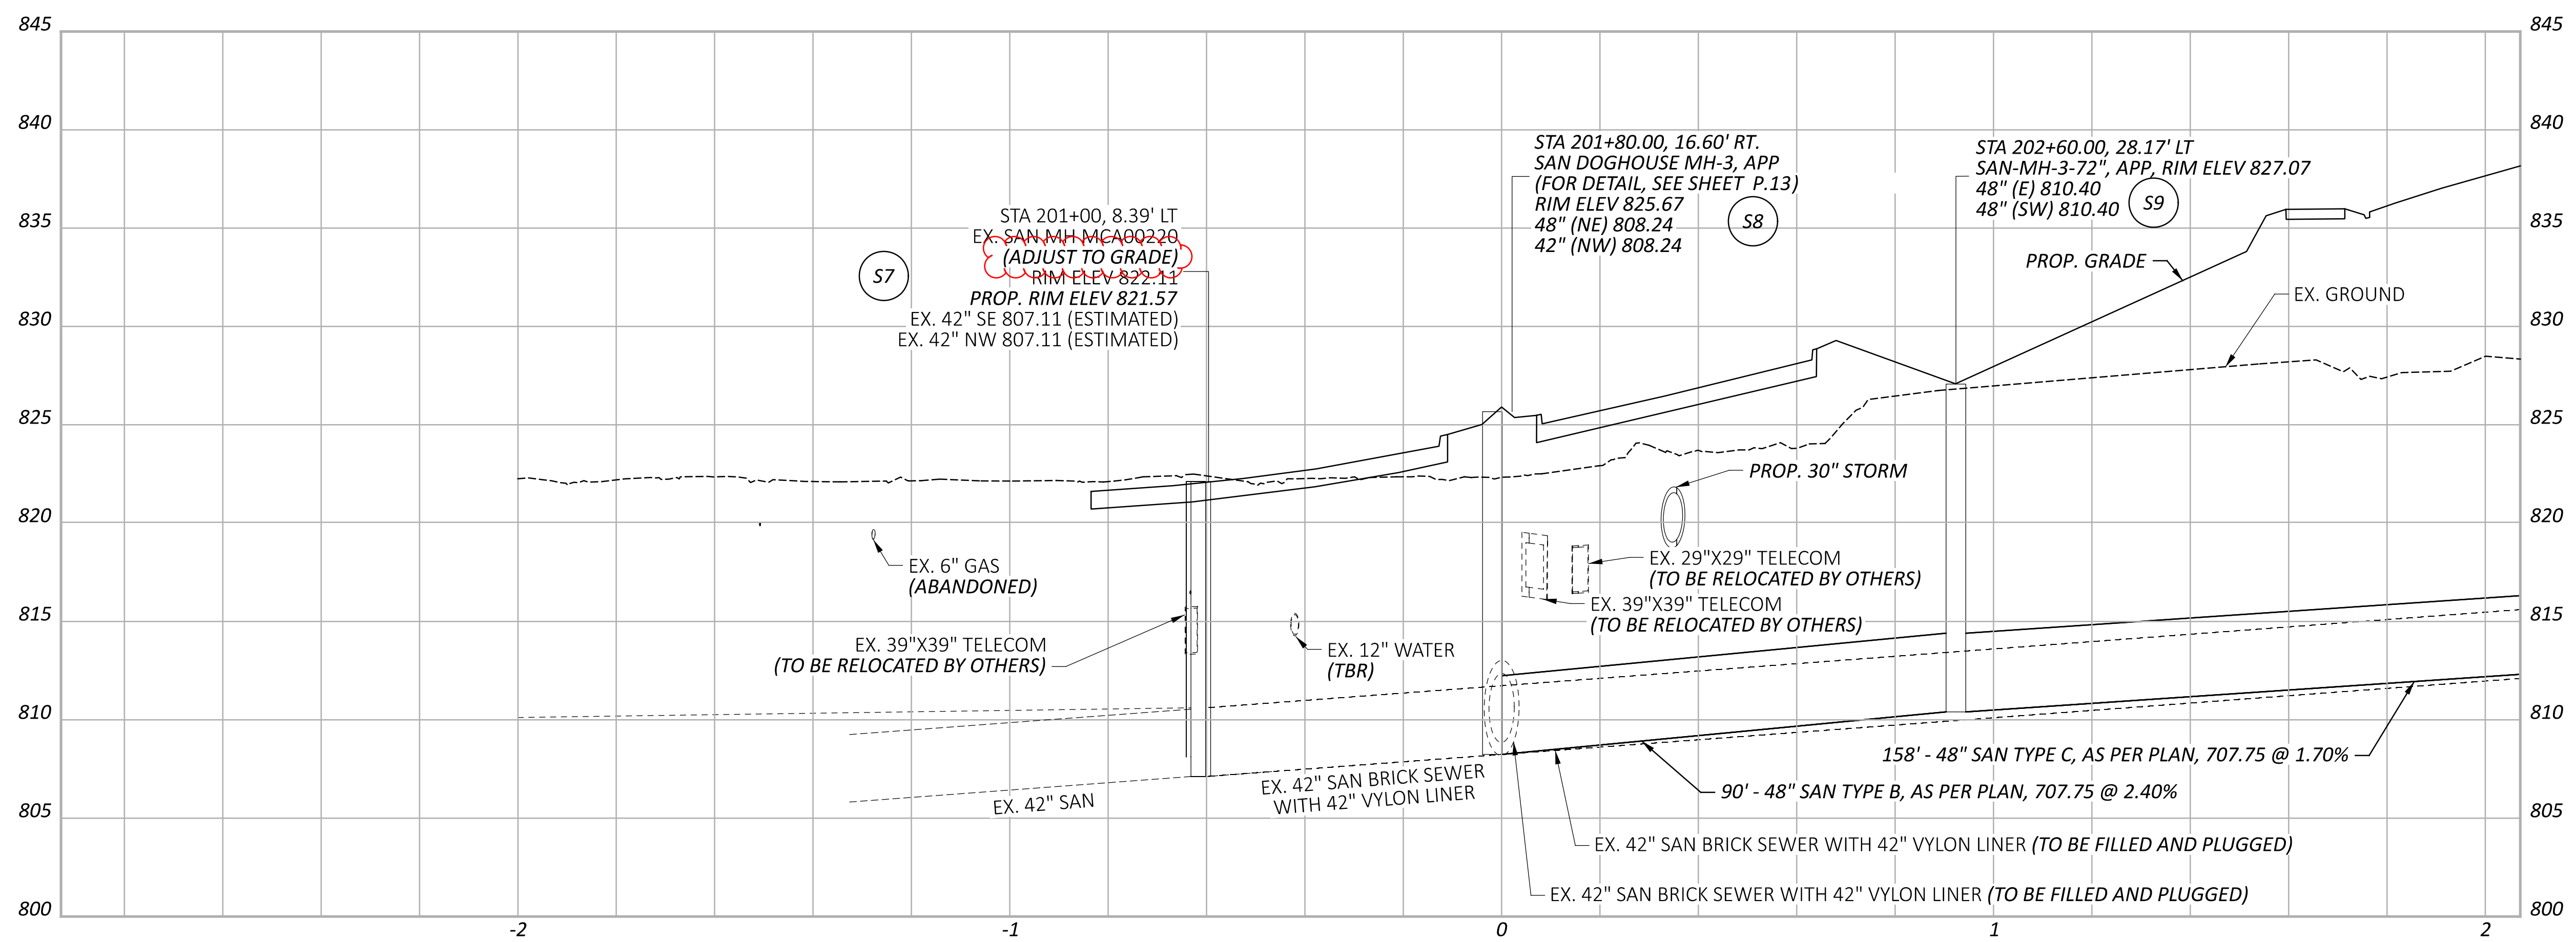 845
845
840
840
835
835
830
830
825
825
820
820
815
815
810
810
805
805
800
800
STA 201+00, 8.39' LT
EX. SAN MH MCA00220
(ADJUST TO GRADE)
RIM ELEV 822.11
PROP. RIM ELEV 821.57
EX. 42" SE 807.11 (ESTIMATED)
EX. 42" NW 807.11 (ESTIMATED)
S7
STA 201+80.00, 16.60' RT.
SAN DOGHOUSE MH-3, APP
(FOR DETAIL, SEE SHEET P.13)
RIM ELEV 825.67
48" (NE) 808.24
42" (NW) 808.24
S8
STA 202+60.00, 28.17' LT
SAN-MH-3-72", APP, RIM ELEV 827.07
48" (E) 810.40
48" (SW) 810.40
S9
PROP. GRADE
EX. GROUND
PROP. 30" STORM
EX. 29"X29" TELECOM
(TO BE RELOCATED BY OTHERS)
EX. 39"X39" TELECOM
(TO BE RELOCATED BY OTHERS)
EX. 6" GAS
(ABANDONED)
EX. 39"X39" TELECOM
(TO BE RELOCATED BY OTHERS)
EX. 12" WATER
(TBR)
EX. 42" SAN
EX. 42" SAN BRICK SEWER
WITH 42" VYLON LINER
158' - 48" SAN TYPE C, AS PER PLAN, 707.75 @ 1.70%
90' - 48" SAN TYPE B, AS PER PLAN, 707.75 @ 2.40%
EX. 42" SAN BRICK SEWER WITH 42" VYLON LINER (TO BE FILLED AND PLUGGED)
EX. 42" SAN BRICK SEWER WITH 42" VYLON LINER (TO BE FILLED AND PLUGGED)
-2
-1
0
1
2